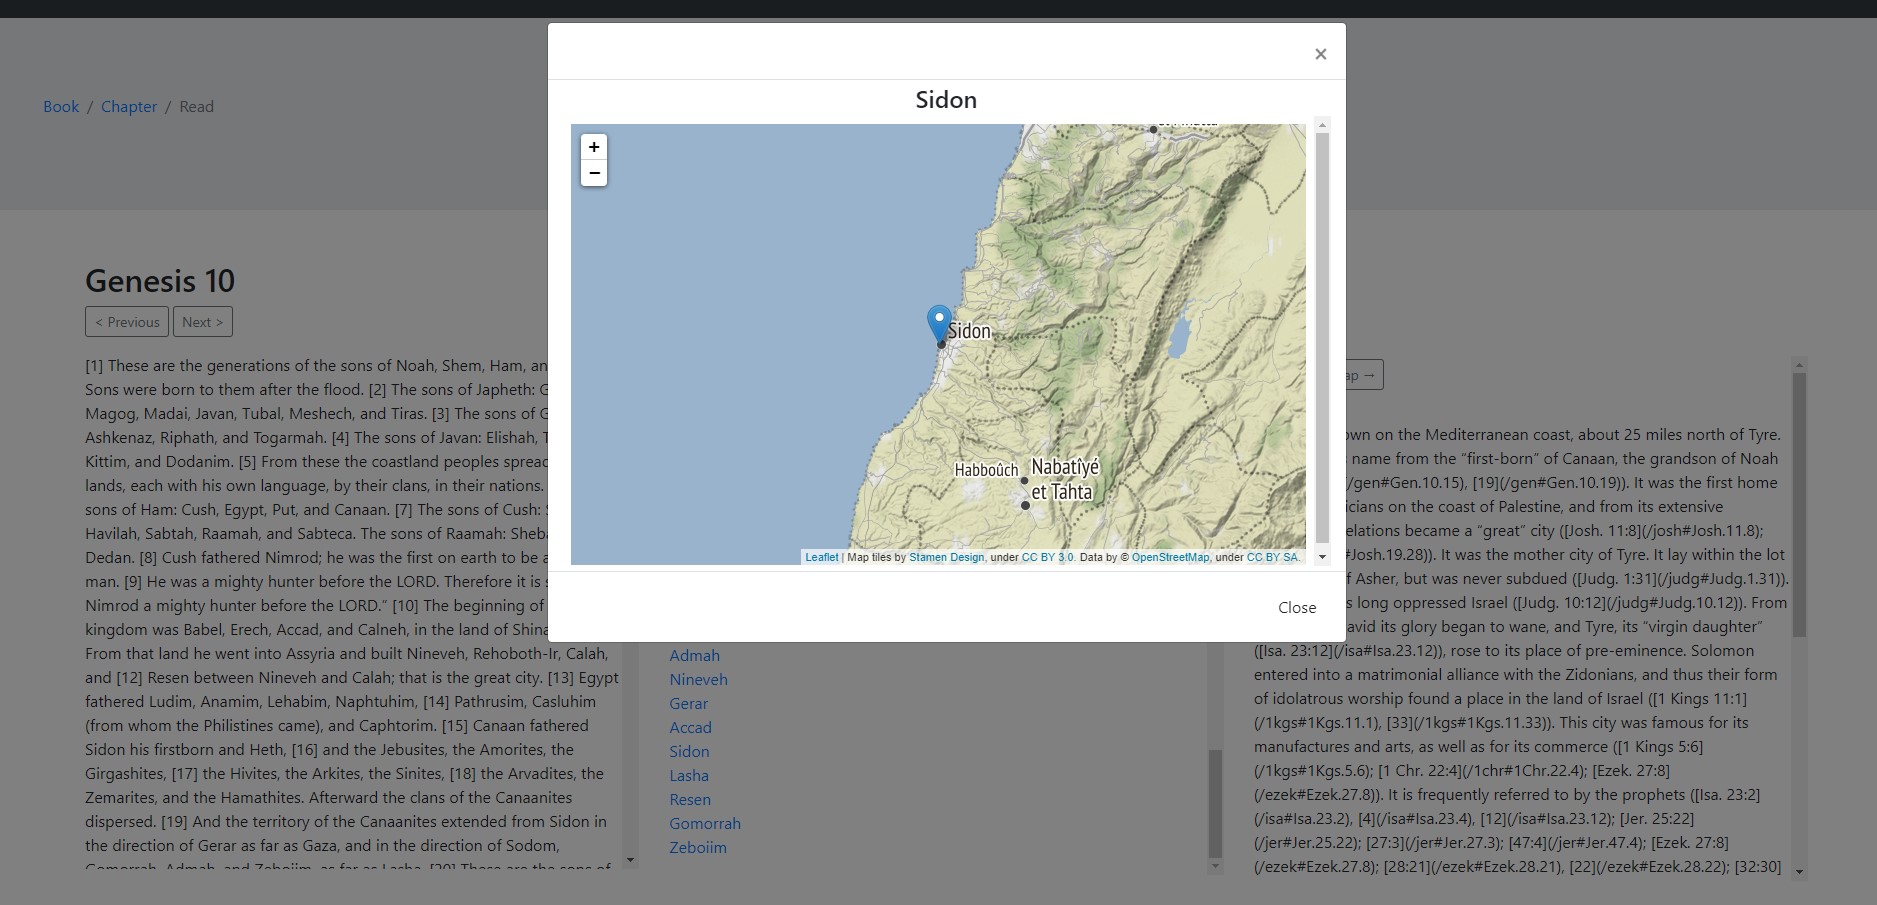 ×
Sidon
Book / Chapter / Read
+
−
Sidon
Habboûch
Nabatîyé
et Tahta
Leaflet | Map tiles by Stamen Design, under CC BY 3.0. Data by © OpenStreetMap, under CC BY SA.
Close
Genesis 10
< Previous
Next >
[1] These are the generations of the sons of Noah, Shem, Ham, an
Sons were born to them after the flood. [2] The sons of Japheth: G
Magog, Madai, Javan, Tubal, Meshech, and Tiras. [3] The sons of G
Ashkenaz, Riphath, and Togarmah. [4] The sons of Javan: Elishah, T
Kittim, and Dodanim. [5] From these the coastland peoples spread
lands, each with his own language, by their clans, in their nations.
sons of Ham: Cush, Egypt, Put, and Canaan. [7] The sons of Cush: S
Havilah, Sabtah, Raamah, and Sabteca. The sons of Raamah: Sheba
Dedan. [8] Cush fathered Nimrod; he was the first on earth to be a
man. [9] He was a mighty hunter before the LORD. Therefore it is s
Nimrod a mighty hunter before the LORD.” [10] The beginning of
kingdom was Babel, Erech, Accad, and Calneh, in the land of Shina
From that land he went into Assyria and built Nineveh, Rehoboth-Ir, Calah,
and [12] Resen between Nineveh and Calah; that is the great city. [13] Egypt
fathered Ludim, Anamim, Lehabim, Naphtuhim, [14] Pathrusim, Casluhim
(from whom the Philistines came), and Caphtorim. [15] Canaan fathered
Sidon his firstborn and Heth, [16] and the Jebusites, the Amorites, the
Girgashites, [17] the Hivites, the Arkites, the Sinites, [18] the Arvadites, the
Zemarites, and the Hamathites. Afterward the clans of the Canaanites
dispersed. [19] And the territory of the Canaanites extended from Sidon in
the direction of Gerar as far as Gaza, and in the direction of Sodom,
Gomorrah, Admah, and Zeboiim, as far as Lasha. [20] These are the sons of
Admah
Nineveh
Gerar
Accad
Sidon
Lasha
Resen
Gomorrah
Zeboiim
ap →
own on the Mediterranean coast, about 25 miles north of Tyre.
name from the “first-born” of Canaan, the grandson of Noah
/gen#Gen.10.15), [19](/gen#Gen.10.19)). It was the first home
icians on the coast of Palestine, and from its extensive
elations became a “great” city ([Josh. 11:8](/josh#Josh.11.8);
#Josh.19.28)). It was the mother city of Tyre. It lay within the lot
f Asher, but was never subdued ([Judg. 1:31](/judg#Judg.1.31)).
s long oppressed Israel ([Judg. 10:12](/judg#Judg.10.12)). From
avid its glory began to wane, and Tyre, its “virgin daughter”
([Isa. 23:12](/isa#Isa.23.12)), rose to its place of pre-eminence. Solomon
entered into a matrimonial alliance with the Zidonians, and thus their form
of idolatrous worship found a place in the land of Israel ([1 Kings 11:1]
(/1kgs#1Kgs.11.1), [33](/1kgs#1Kgs.11.33)). This city was famous for its
manufactures and arts, as well as for its commerce ([1 Kings 5:6]
(/1kgs#1Kgs.5.6); [1 Chr. 22:4](/1chr#1Chr.22.4); [Ezek. 27:8]
(/ezek#Ezek.27.8)). It is frequently referred to by the prophets ([Isa. 23:2]
(/isa#Isa.23.2), [4](/isa#Isa.23.4), [12](/isa#Isa.23.12); [Jer. 25:22]
(/jer#Jer.25.22); [27:3](/jer#Jer.27.3); [47:4](/jer#Jer.47.4); [Ezek. 27:8]
(/ezek#Ezek.27.8); [28:21](/ezek#Ezek.28.21), [22](/ezek#Ezek.28.22); [32:30]